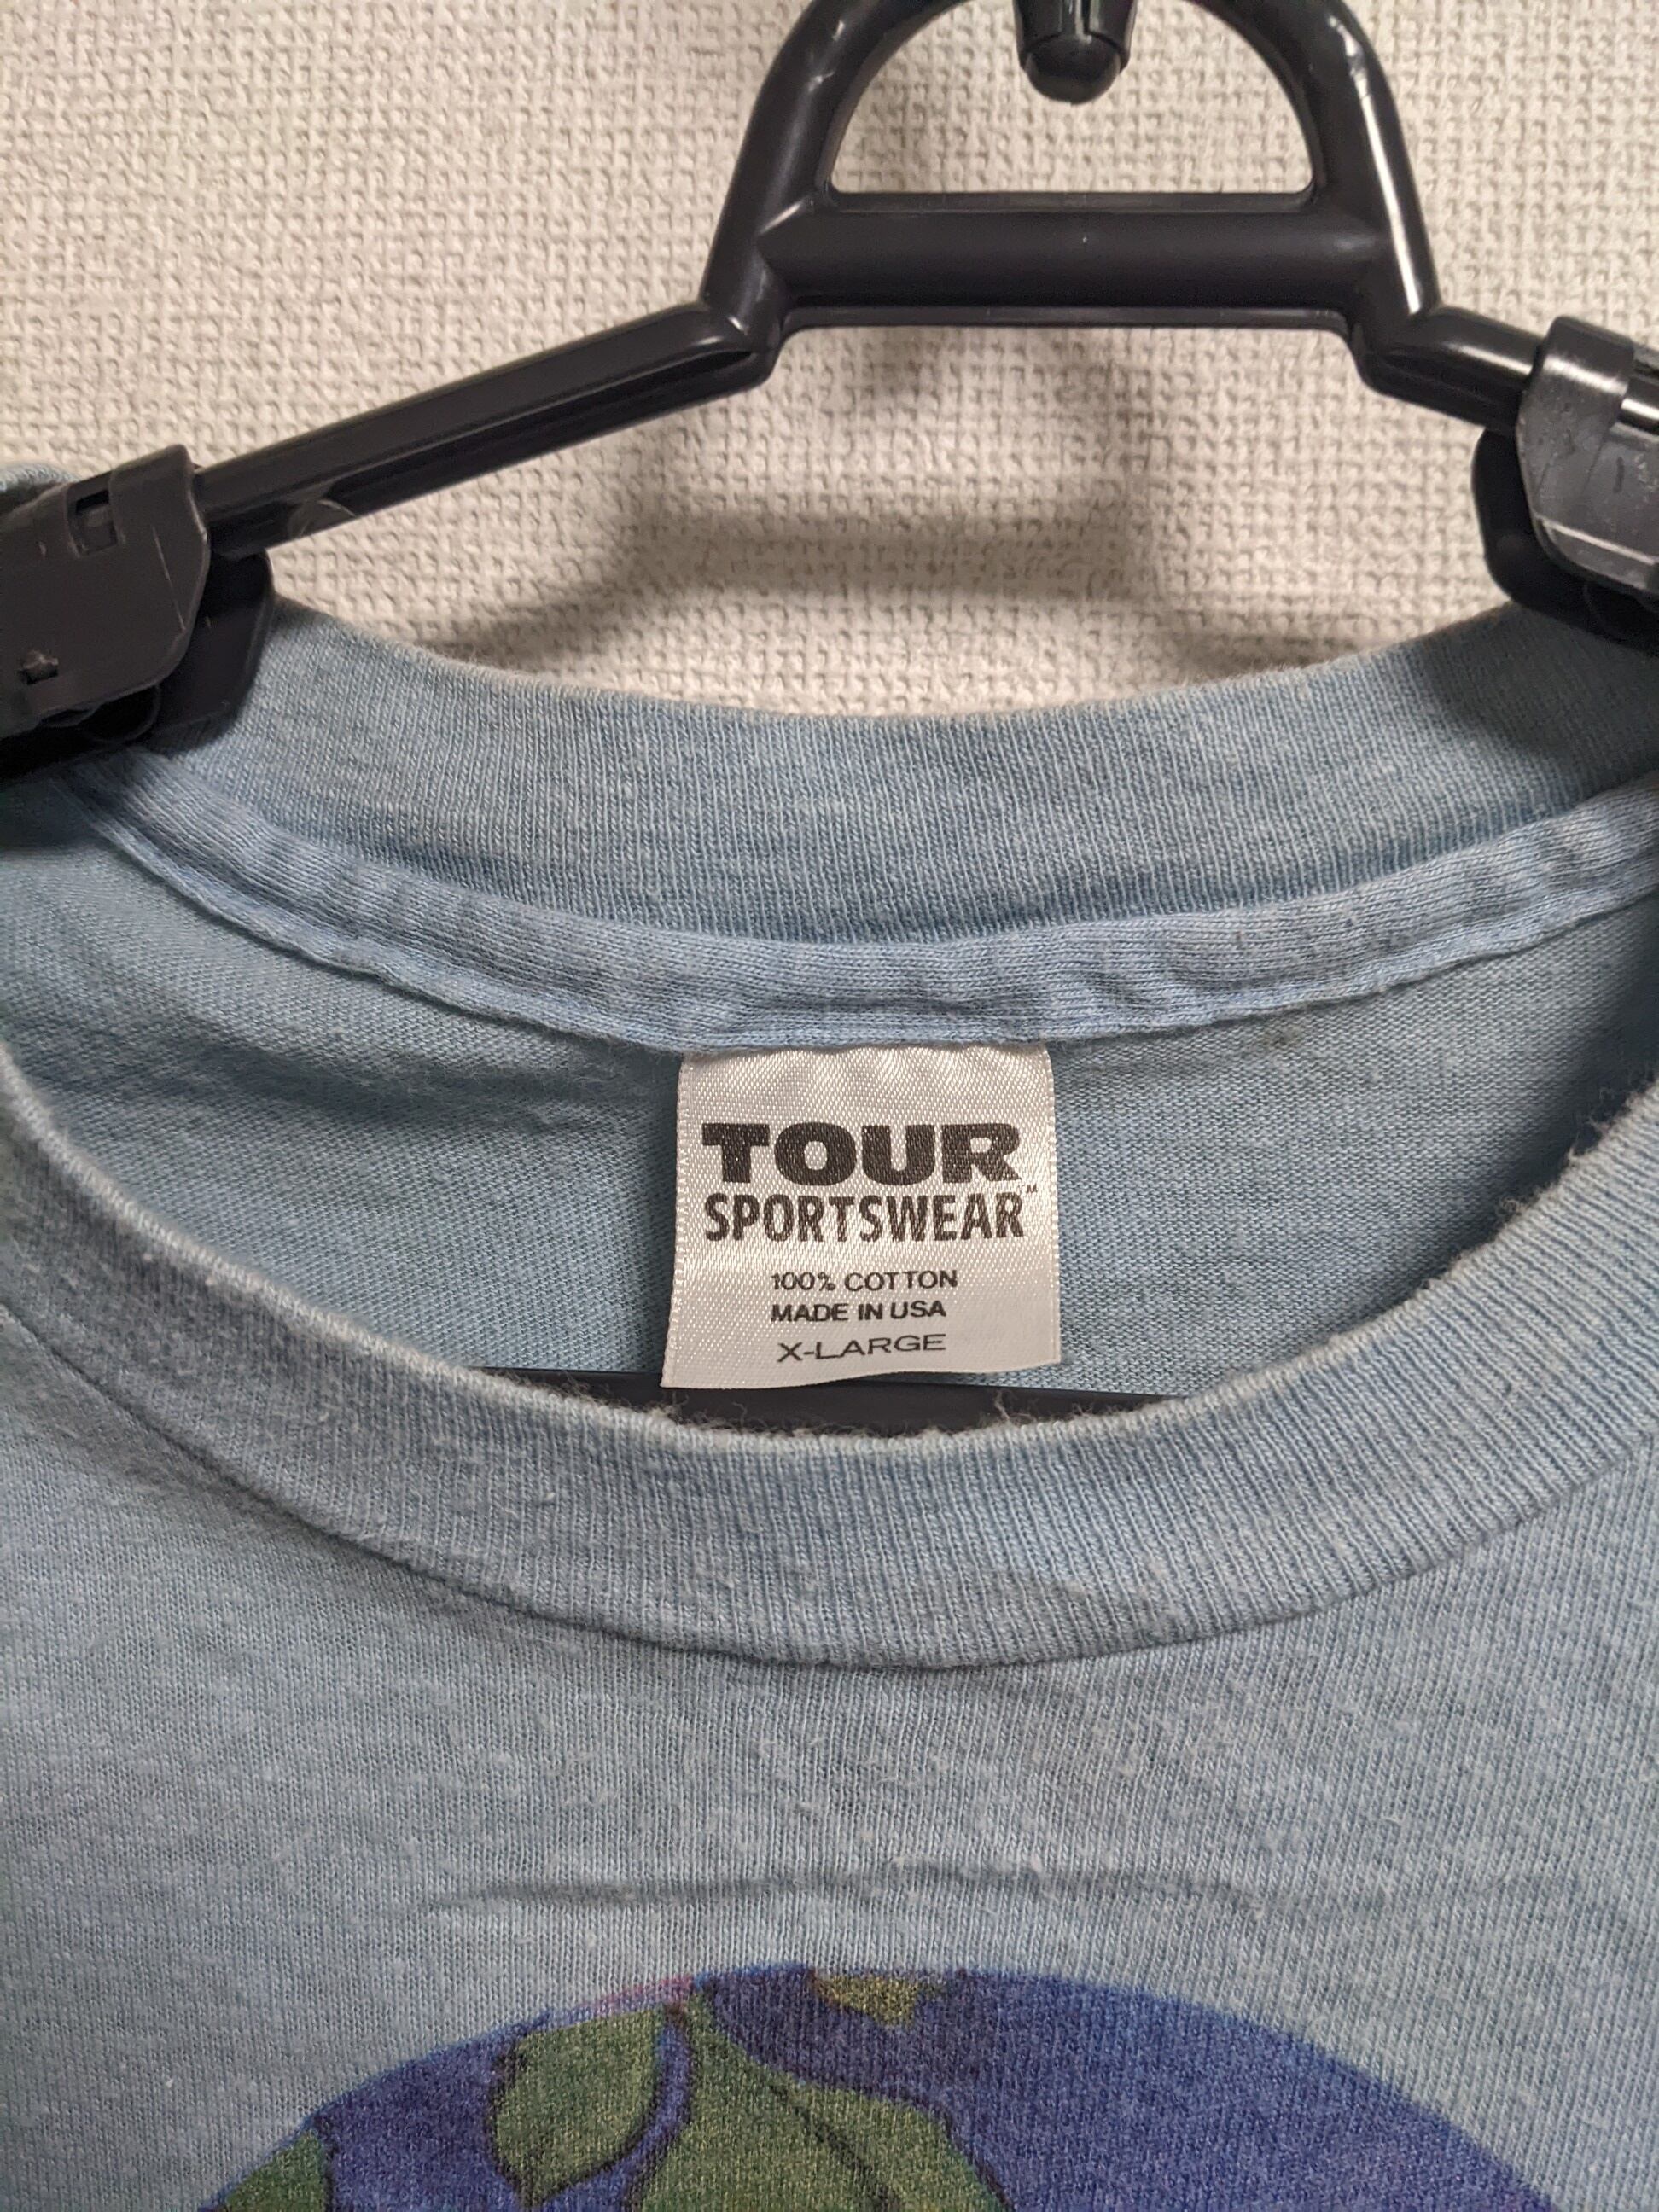 TOUR
SPORTSWEAR™
100% COTTON
MADE IN USA
X-LARGE